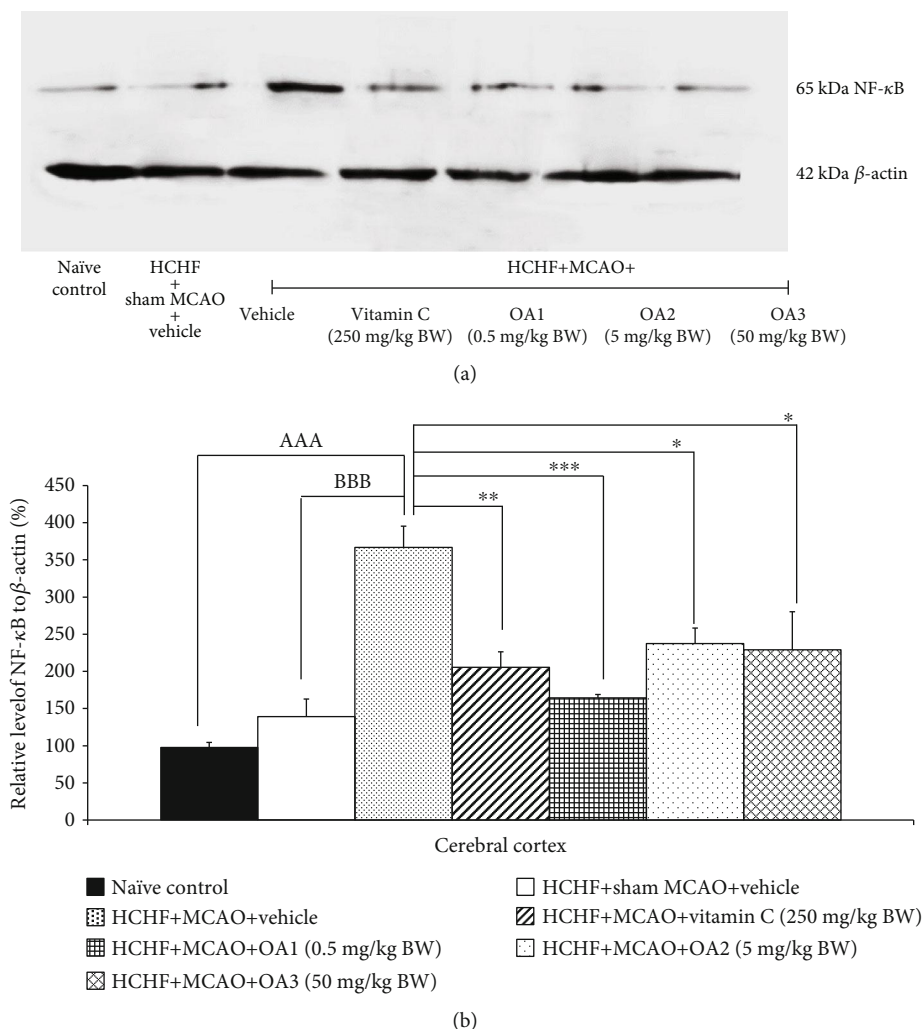 65 kDa NF-κB
42 kDa β-actin
Naïve
control
HCHF
+
sham MCAO
+
vehicle
HCHF+MCAO+
Vehicle
Vitamin C
(250 mg/kg BW)
OA1
(0.5 mg/kg BW)
OA2
(5 mg/kg BW)
OA3
(50 mg/kg BW)
(a)
Relative levelof NF-κB toβ-actin (%)
450
400
350
300
250
200
150
100
50
0
AAA
BBB
**
***
*
*
Cerebral cortex
Naïve control
HCHF+sham MCAO+vehicle
HCHF+MCAO+vehicle
HCHF+MCAO+vitamin C (250 mg/kg BW)
HCHF+MCAO+OA1 (0.5 mg/kg BW)
HCHF+MCAO+OA2 (5 mg/kg BW)
HCHF+MCAO+OA3 (50 mg/kg BW)
(b)